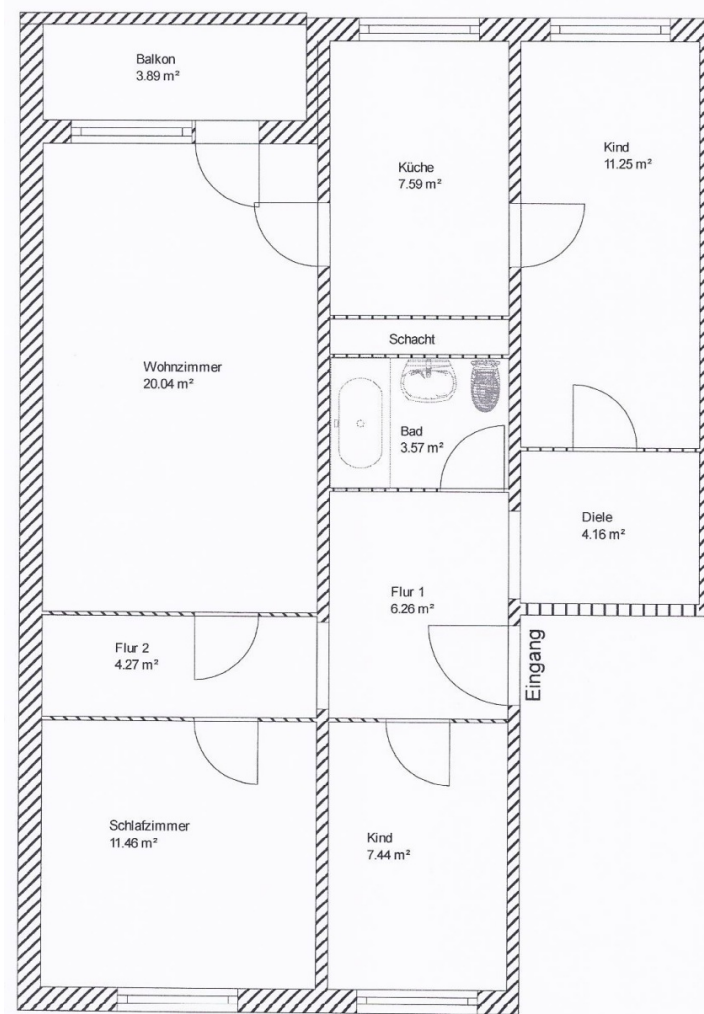 Balkon
3.89 m²
Küche
7.59 m²
Kind
11.25 m²
Schacht
Wohnzimmer
20.04 m²
Bad
3.57 m²
Diele
4.16 m²
Flur 1
6.26 m²
Flur 2
4.27 m²
Eingang
Schlafzimmer
11.46 m²
Kind
7.44 m²